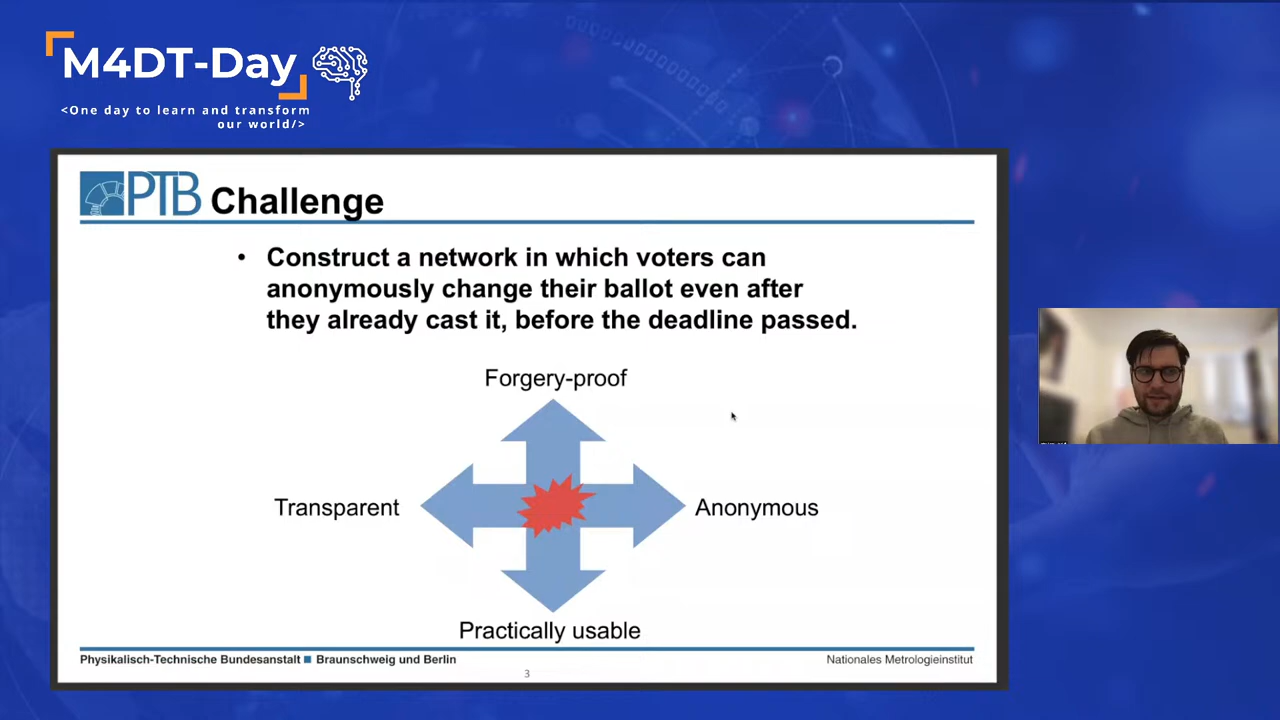 M4DT-Day
<One day to learn and transform
our world/>
PTB Challenge
• Construct a network in which voters can
anonymously change their ballot even after
they already cast it, before the deadline passed.
Forgery-proof
Transparent
Anonymous
Practically usable
Physikalisch-Technische Bundesanstalt ■ Braunschweig und Berlin
Nationales Metrologieinstitut
3